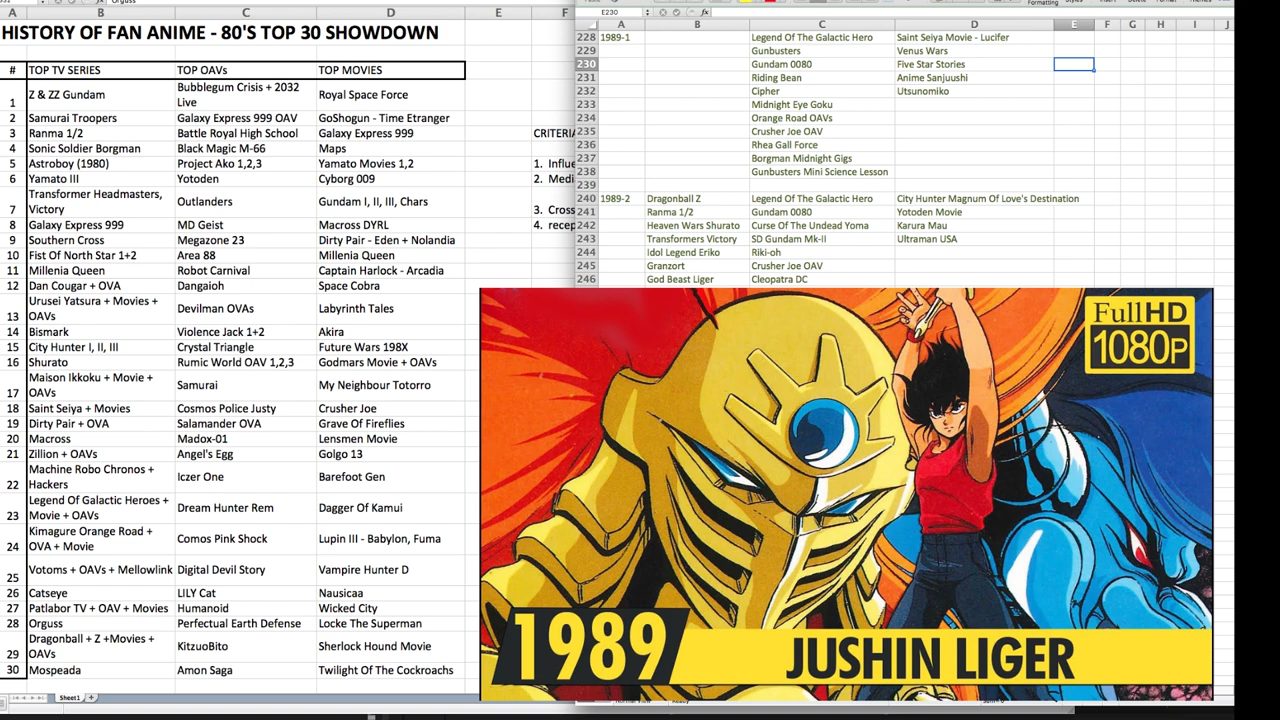 Orguss
A B C D E F
HISTORY OF FAN ANIME - 80'S TOP 30 SHOWDOWN
# TOP TV SERIES TOP OAVs TOP MOVIES
1 Z & ZZ Gundam Bubblegum Crisis + 2032 Live Royal Space Force
2 Samurai Troopers Galaxy Express 999 OAV GoShogun - Time Etranger
3 Ranma 1/2 Battle Royal High School Galaxy Express 999
4 Sonic Soldier Borgman Black Magic M-66 Maps
5 Astroboy (1980) Project Ako 1,2,3 Yamato Movies 1,2
6 Yamato III Yotoden Cyborg 009
7 Transformer Headmasters, Victory Outlanders Gundam I, II, III, Chars
8 Galaxy Express 999 MD Geist Macross DYRL
9 Southern Cross Megazone 23 Dirty Pair - Eden + Nolandia
10 Fist Of North Star 1+2 Area 88 Millenia Queen
11 Millenia Queen Robot Carnival Captain Harlock - Arcadia
12 Dan Cougar + OVA Dangaioh Space Cobra
13 Urusei Yatsura + Movies + OAVs Devilman OAVs Labyrinth Tales
14 Bismark Violence Jack 1+2 Akira
15 City Hunter I, II, III Crystal Triangle Future Wars 198X
16 Shurato Rumic World OAV 1,2,3 Godmars Movie + OAVs
17 Maison Ikkoku + Movie + OAVs Samurai My Neighbour Totorro
18 Saint Seiya + Movies Cosmos Police Justy Crusher Joe
19 Dirty Pair + OVA Salamander OVA Grave Of Fireflies
20 Macross Madox-01 Lensmen Movie
21 Zillion + OAVs Angel's Egg Golgo 13
22 Machine Robo Chronos + Hackers Iczer One Barefoot Gen
23 Legend Of Galactic Heroes + Movie + OAVs Dream Hunter Rem Dagger Of Kamui
24 Kimagure Orange Road + OVA + Movie Comos Pink Shock Lupin III - Babylon, Fuma
25 Votoms + OAVs + Mellowlink Digital Devil Story Vampire Hunter D
26 Catseye LILY Cat Nausicaa
27 Patlabor TV + OAV + Movies Humanoid Wicked City
28 Orguss Perfectual Earth Defense Locke The Superman
29 Dragonball + Z +Movies + OAVs KitzuoBito Sherlock Hound Movie
30 Mospeada Amon Saga Twilight Of The Cockroachs
CRITERIA
1. Influe
2. Medi
3. Cross
4. recep
Sheet1
Formatting
E230 fx
A B C D E F G H I J
228 1989-1 Legend Of The Galactic Hero Saint Seiya Movie - Lucifer
229 Gunbusters Venus Wars
230 Gundam 0080 Five Star Stories
231 Riding Bean Anime Sanjuushi
232 Cipher Utsunomiko
233 Midnight Eye Goku
234 Orange Road OAVs
235 Crusher Joe OAV
236 Rhea Gall Force
237 Borgman Midnight Gigs
238 Gunbusters Mini Science Lesson
239
240 1989-2 Dragonball Z Legend Of The Galactic Hero City Hunter Magnum Of Love's Destination
241 Ranma 1/2 Gundam 0080 Yotoden Movie
242 Heaven Wars Shurato Curse Of The Undead Yoma Karura Mau
243 Transformers Victory SD Gundam Mk-II Ultraman USA
244 Idol Legend Eriko Riki-oh
245 Granzort Crusher Joe OAV
246 God Beast Liger Cleopatra DC
Full HD
1080P
1989
JUSHIN LIGER
Ready